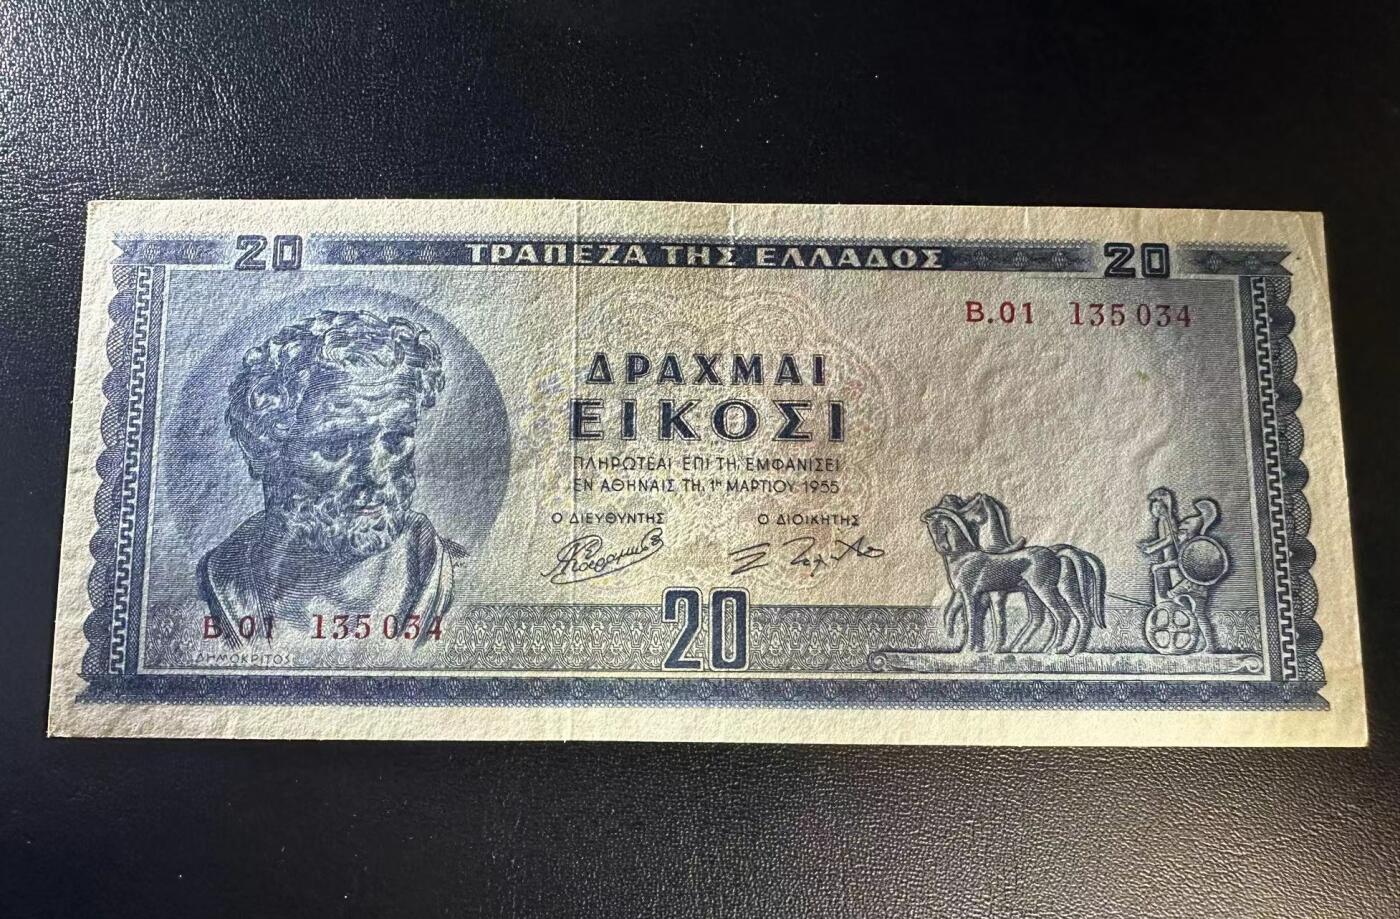 20 ΤΡΑΠΕΖΑ ΤΗΣ ΕΛΛΑΔΟΣ 20
B.01 135034
ΔΡΑΧΜΑΙ
ΕΙΚΟΣΙ
ΠΛΗΡΩΤΕΑΙ ΕΠΙ ΤΗ, ΕΜΦΑΝΙΣΕΙ
ΕΝ ΑΘΗΝΑΙΣ ΤΗ, 1ῃ ΜΑΡΤΙΟΥ 1955
Ο ΔΙΕΥΘΥΝΤΗΣ Ο ΔΙΟΙΚΗΤΗΣ
B.01 135034
20
ΔΗΜΟΚΡΙΤΟΣ